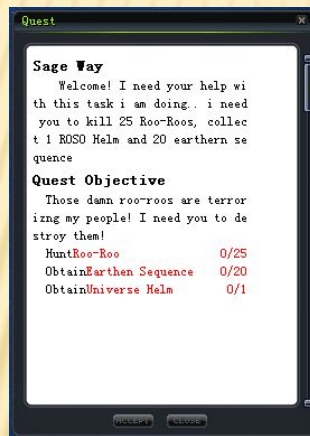 Quest
Sage Way
Welcome! I need your help wi
th this task i am doing.. i need
you to kill 25 Roo-Roos, collec
t 1 ROSO Helm and 20 earthern se
quence
Quest Objective
Those damn roo-roos are terror
izng my people! I need you to de
stroy them!
HuntRoo-Roo 0/25
ObtainEarthen Sequence 0/20
ObtainUniverse Helm 0/1
ACCEPT CLOSE